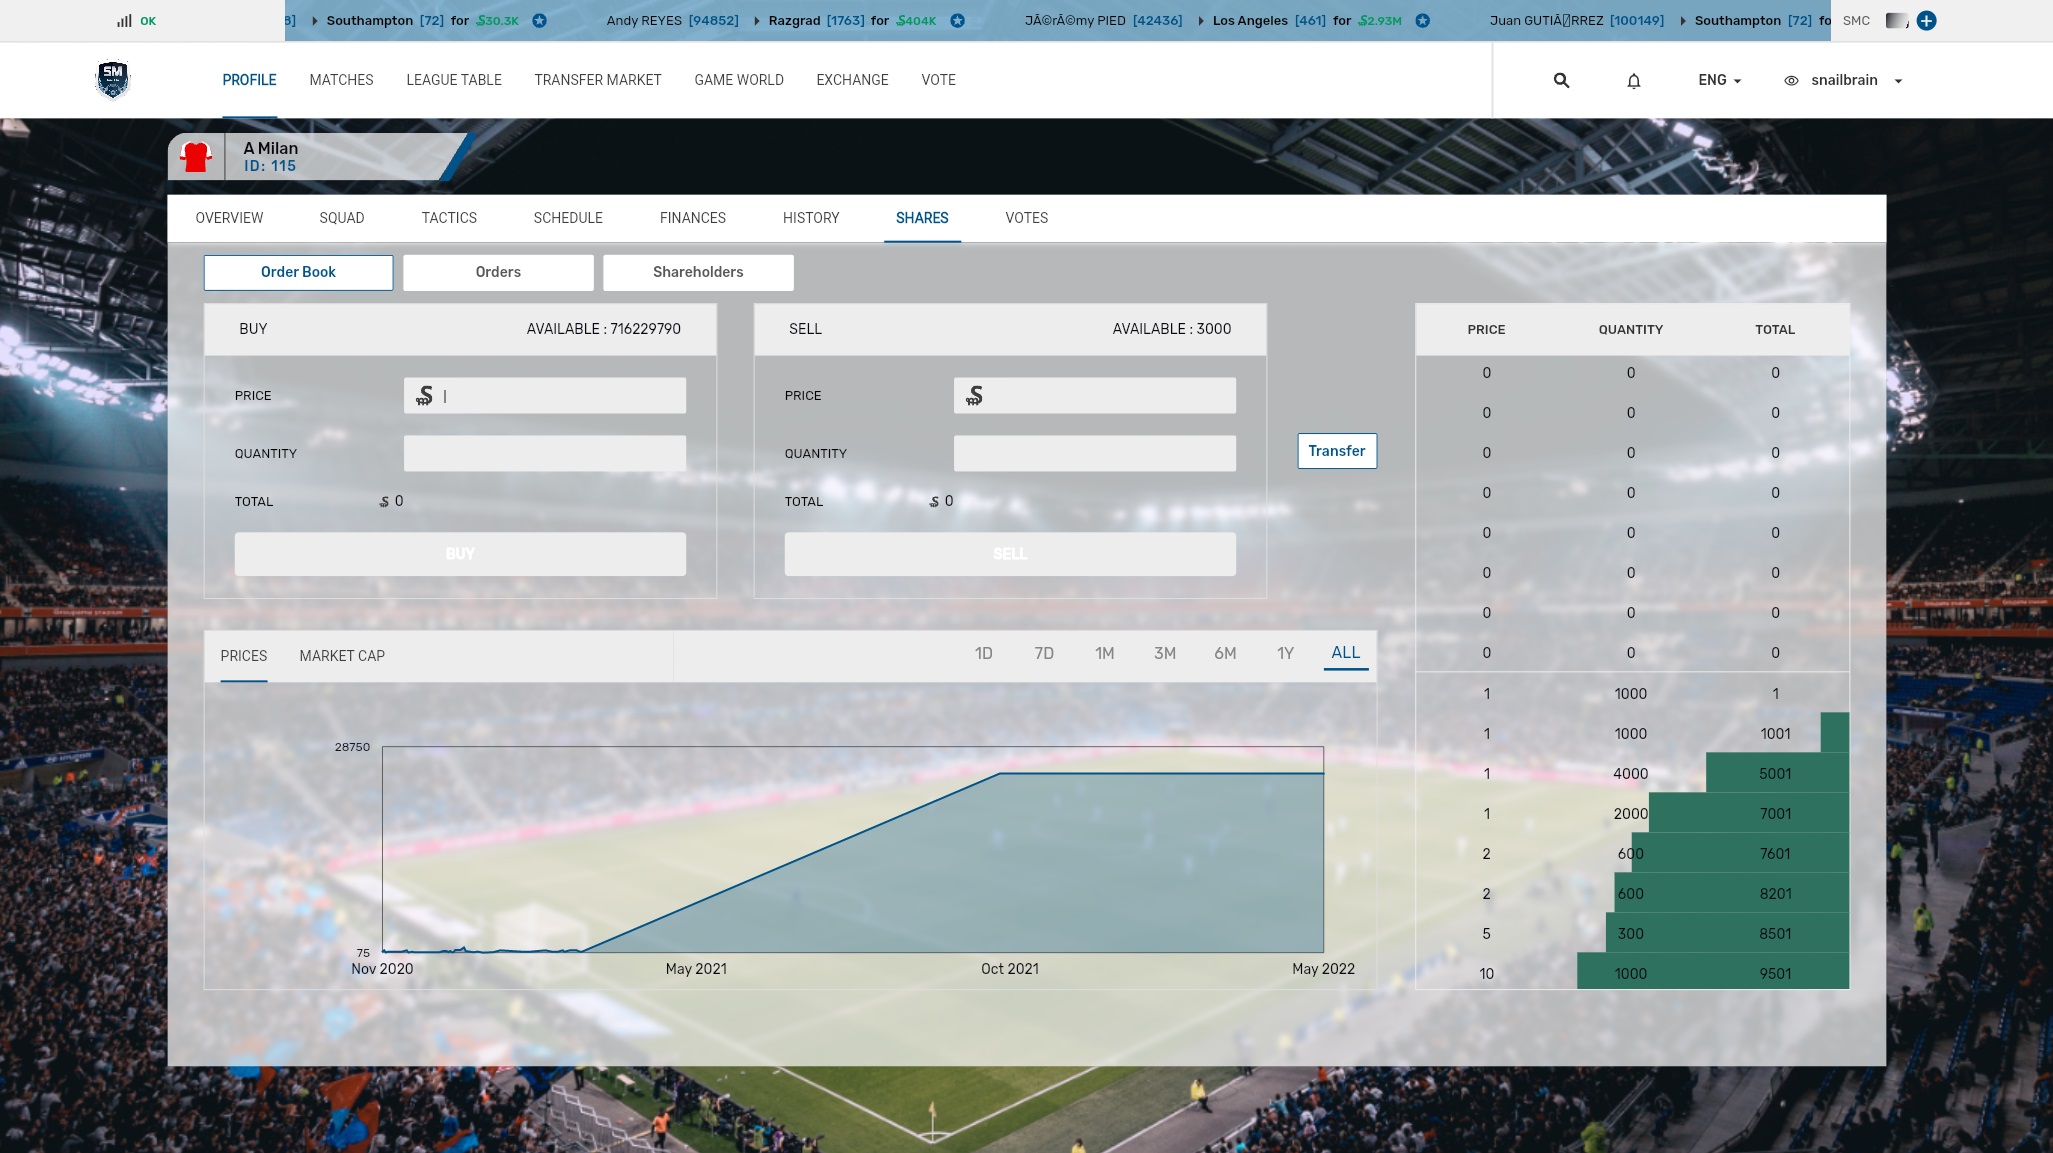 OK
8] Southampton [72] for S30.3K Andy REYES [94852] Razgrad [1763] for S404K JÃ©rÃ©my PIED [42436] Los Angeles [461] for S2.93M Juan GUTIÃRREZ [100149] Southampton [72] fo
SMC
SM
PROFILE MATCHES LEAGUE TABLE TRANSFER MARKET GAME WORLD EXCHANGE VOTE
ENG snailbrain
A Milan
ID: 115
OVERVIEW SQUAD TACTICS SCHEDULE FINANCES HISTORY SHARES VOTES
Order Book Orders Shareholders
BUY AVAILABLE : 716229790
PRICE
QUANTITY
TOTAL S 0
BUY
SELL AVAILABLE : 3000
PRICE
QUANTITY
TOTAL S 0
SELL
Transfer
PRICE QUANTITY TOTAL
0 0 0
0 0 0
0 0 0
0 0 0
0 0 0
0 0 0
0 0 0
0 0 0
1 1000 1
1 1000 1001
1 4000 5001
1 2000 7001
2 600 7601
2 600 8201
5 300 8501
10 1000 9501
PRICES MARKET CAP 1D 7D 1M 3M 6M 1Y ALL
28750
75
Nov 2020 May 2021 Oct 2021 May 2022